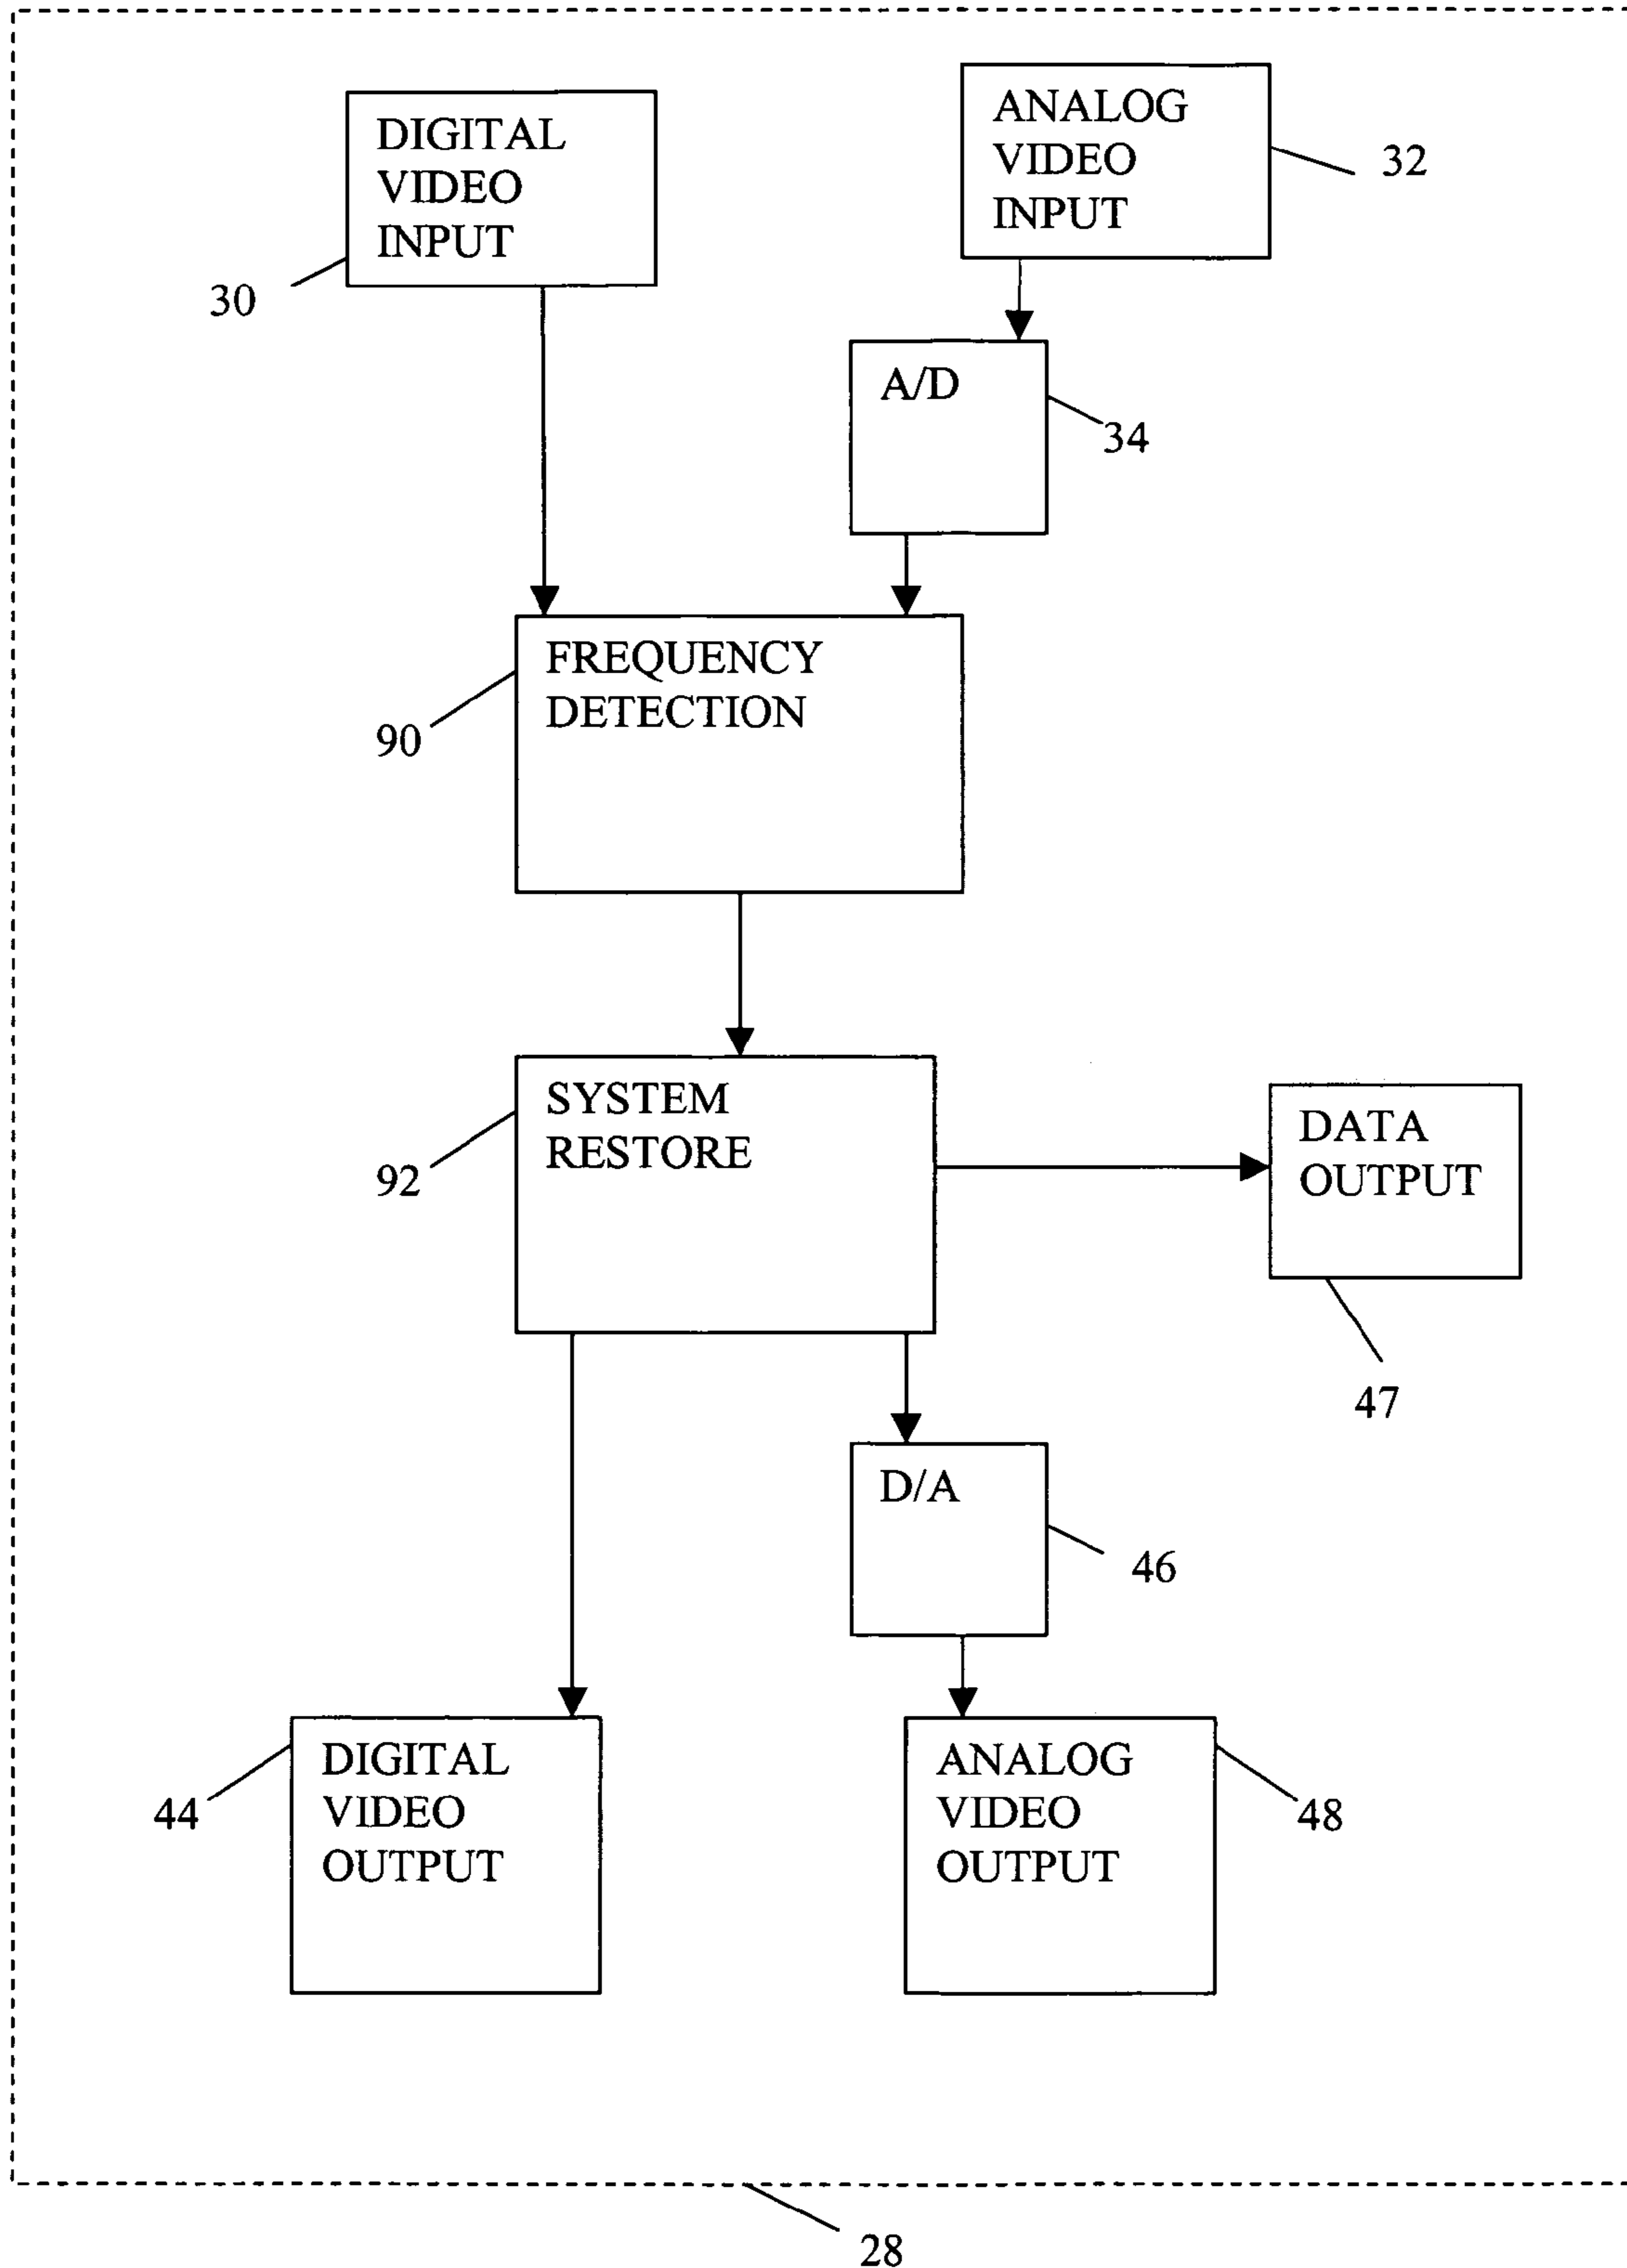 DIGITAL
VIDEO
INPUT
30
ANALOG
VIDEO
INPUT
32
A/D
34
FREQUENCY
DETECTION
90
SYSTEM
RESTORE
92
DATA
OUTPUT
47
D/A
46
DIGITAL
VIDEO
OUTPUT
44
ANALOG
VIDEO
OUTPUT
48
28